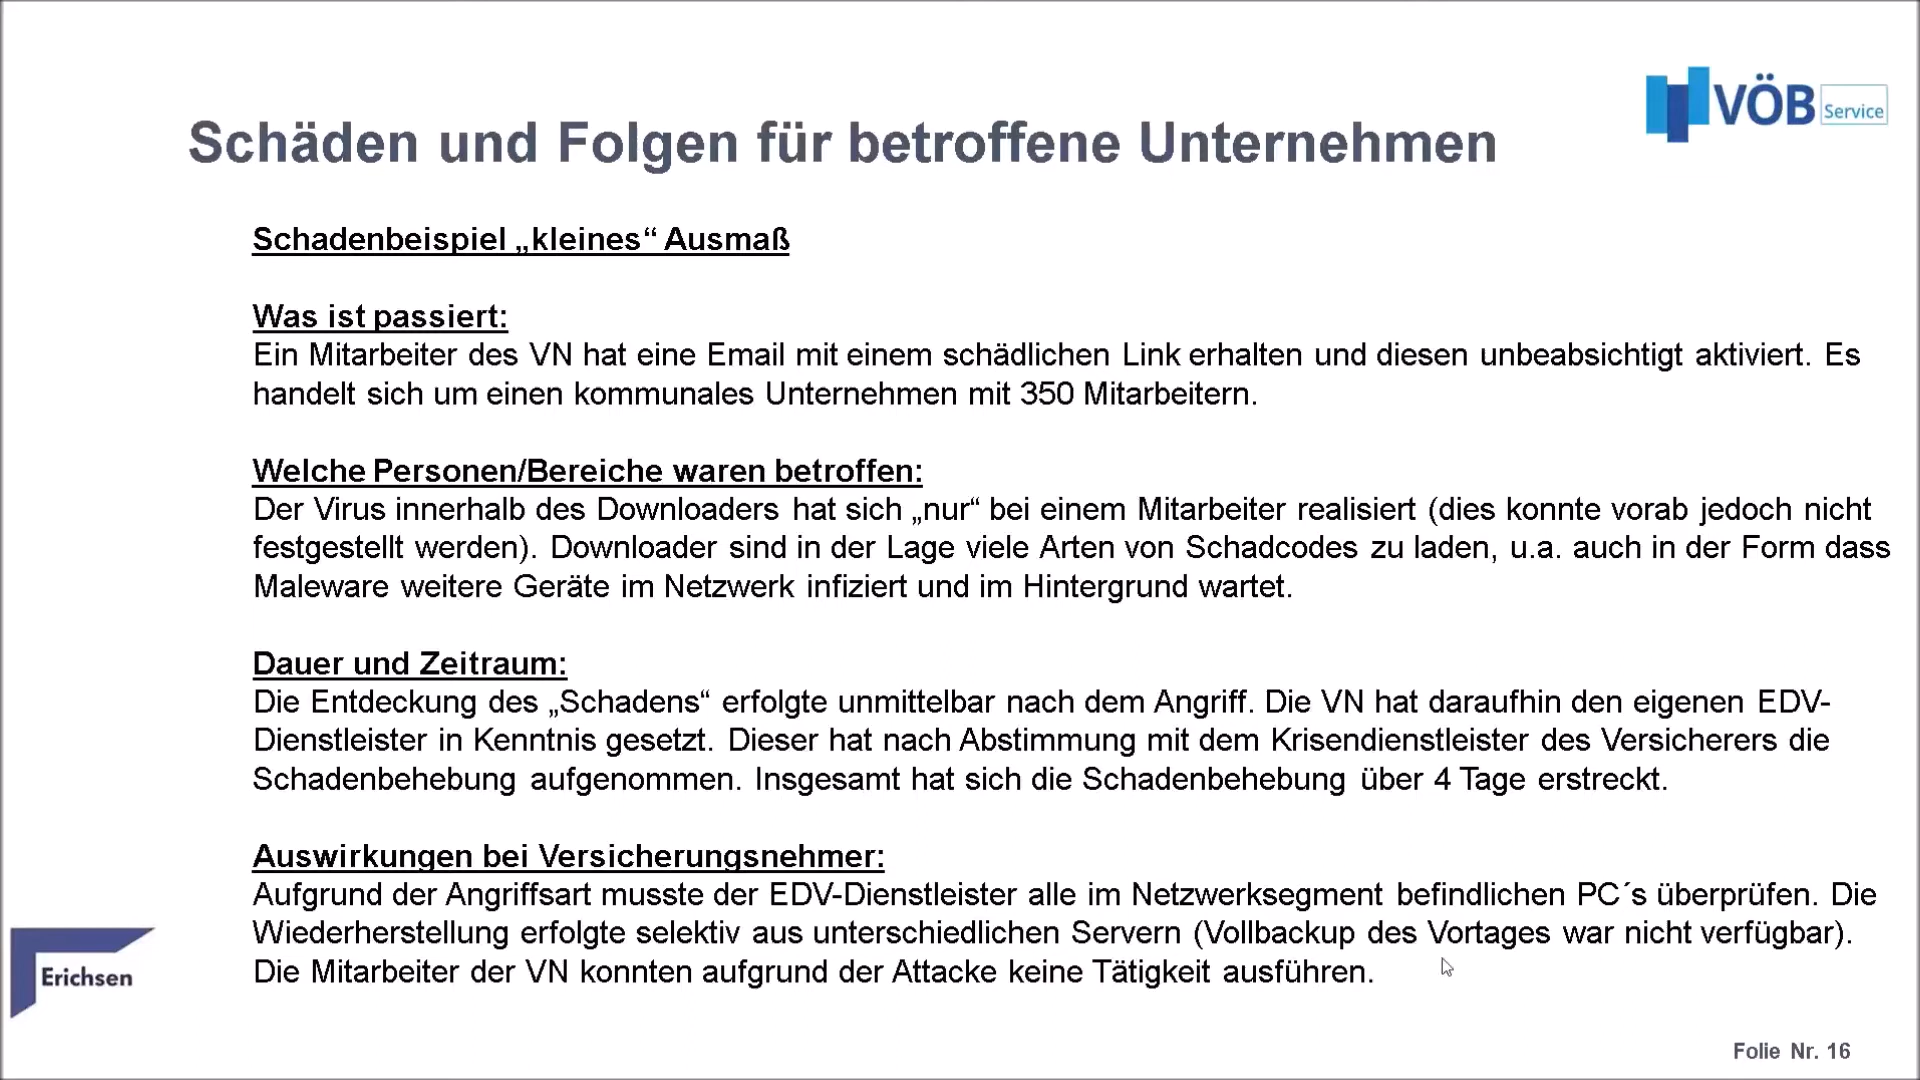 VÖB Service
Schäden und Folgen für betroffene Unternehmen
Schadenbeispiel „kleines“ Ausmaß
Was ist passiert:
Ein Mitarbeiter des VN hat eine Email mit einem schädlichen Link erhalten und diesen unbeabsichtigt aktiviert. Es
handelt sich um einen kommunales Unternehmen mit 350 Mitarbeitern.
Welche Personen/Bereiche waren betroffen:
Der Virus innerhalb des Downloaders hat sich „nur“ bei einem Mitarbeiter realisiert (dies konnte vorab jedoch nicht
festgestellt werden). Downloader sind in der Lage viele Arten von Schadcodes zu laden, u.a. auch in der Form dass
Maleware weitere Geräte im Netzwerk infiziert und im Hintergrund wartet.
Dauer und Zeitraum:
Die Entdeckung des „Schadens“ erfolgte unmittelbar nach dem Angriff. Die VN hat daraufhin den eigenen EDV-
Dienstleister in Kenntnis gesetzt. Dieser hat nach Abstimmung mit dem Krisendienstleister des Versicherers die
Schadenbehebung aufgenommen. Insgesamt hat sich die Schadenbehebung über 4 Tage erstreckt.
Auswirkungen bei Versicherungsnehmer:
Aufgrund der Angriffsart musste der EDV-Dienstleister alle im Netzwerksegment befindlichen PC´s überprüfen. Die
Wiederherstellung erfolgte selektiv aus unterschiedlichen Servern (Vollbackup des Vortages war nicht verfügbar).
Die Mitarbeiter der VN konnten aufgrund der Attacke keine Tätigkeit ausführen.
Erichsen
Folie Nr. 16